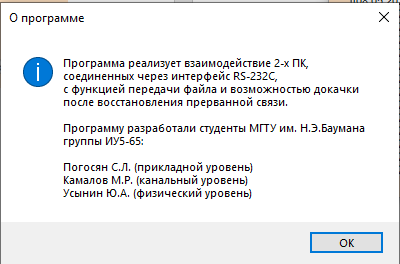 О программе
Программа реализует взаимодействие 2-х ПК,
соединенных через интерфейс RS-232C,
с функцией передачи файла и возможностью докачки
после восстановления прерванной связи.
Программу разработали студенты МГТУ им. Н.Э.Баумана
группы ИУ5-65:
Погосян С.Л. (прикладной уровень)
Камалов М.Р. (канальный уровень)
Усынин Ю.А. (физический уровень)
ОК